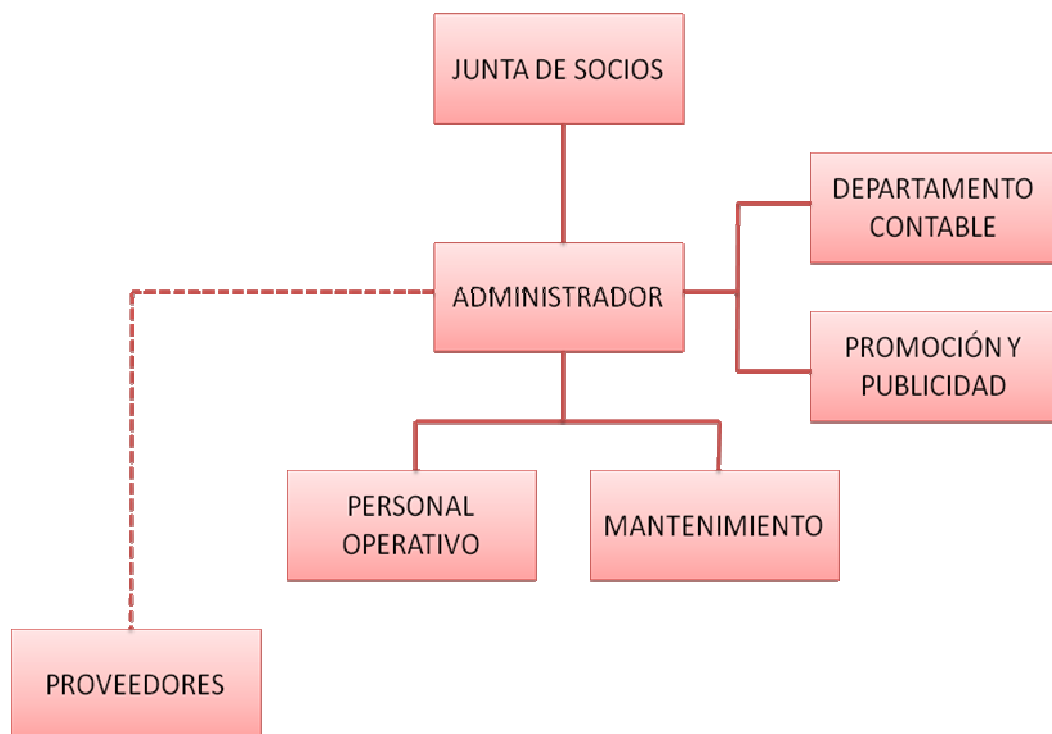 JUNTA DE SOCIOS
DEPARTAMENTO
CONTABLE
ADMINISTRADOR
PROMOCIÓN Y
PUBLICIDAD
PERSONAL
OPERATIVO
MANTENIMIENTO
PROVEEDORES